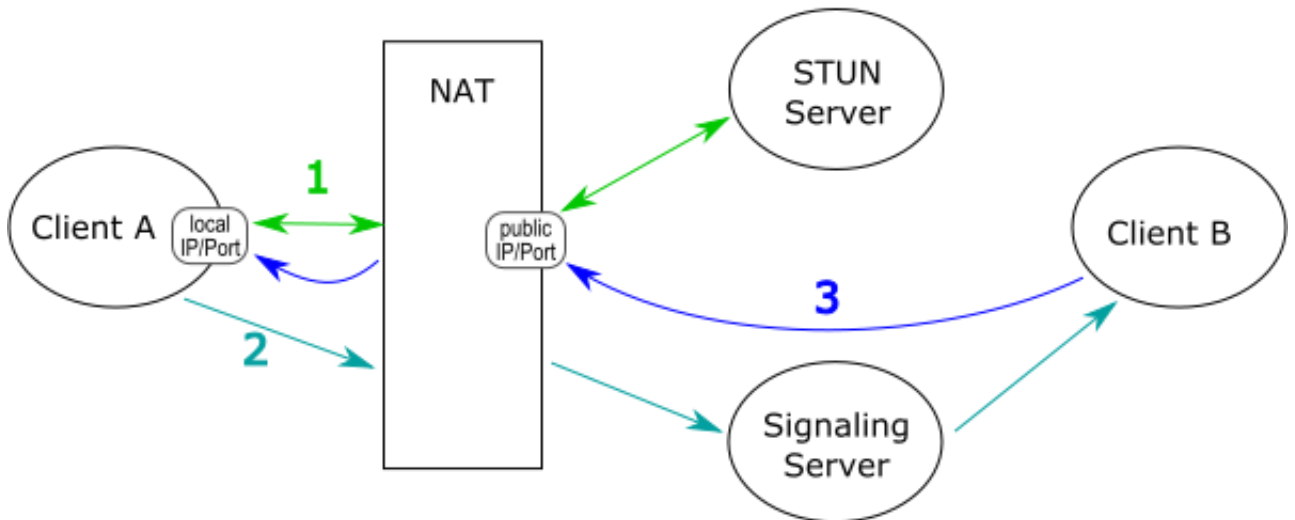 NAT
STUN
Server
1
Client A
local
IP/Port
public
IP/Port
Client B
3
2
Signaling
Server